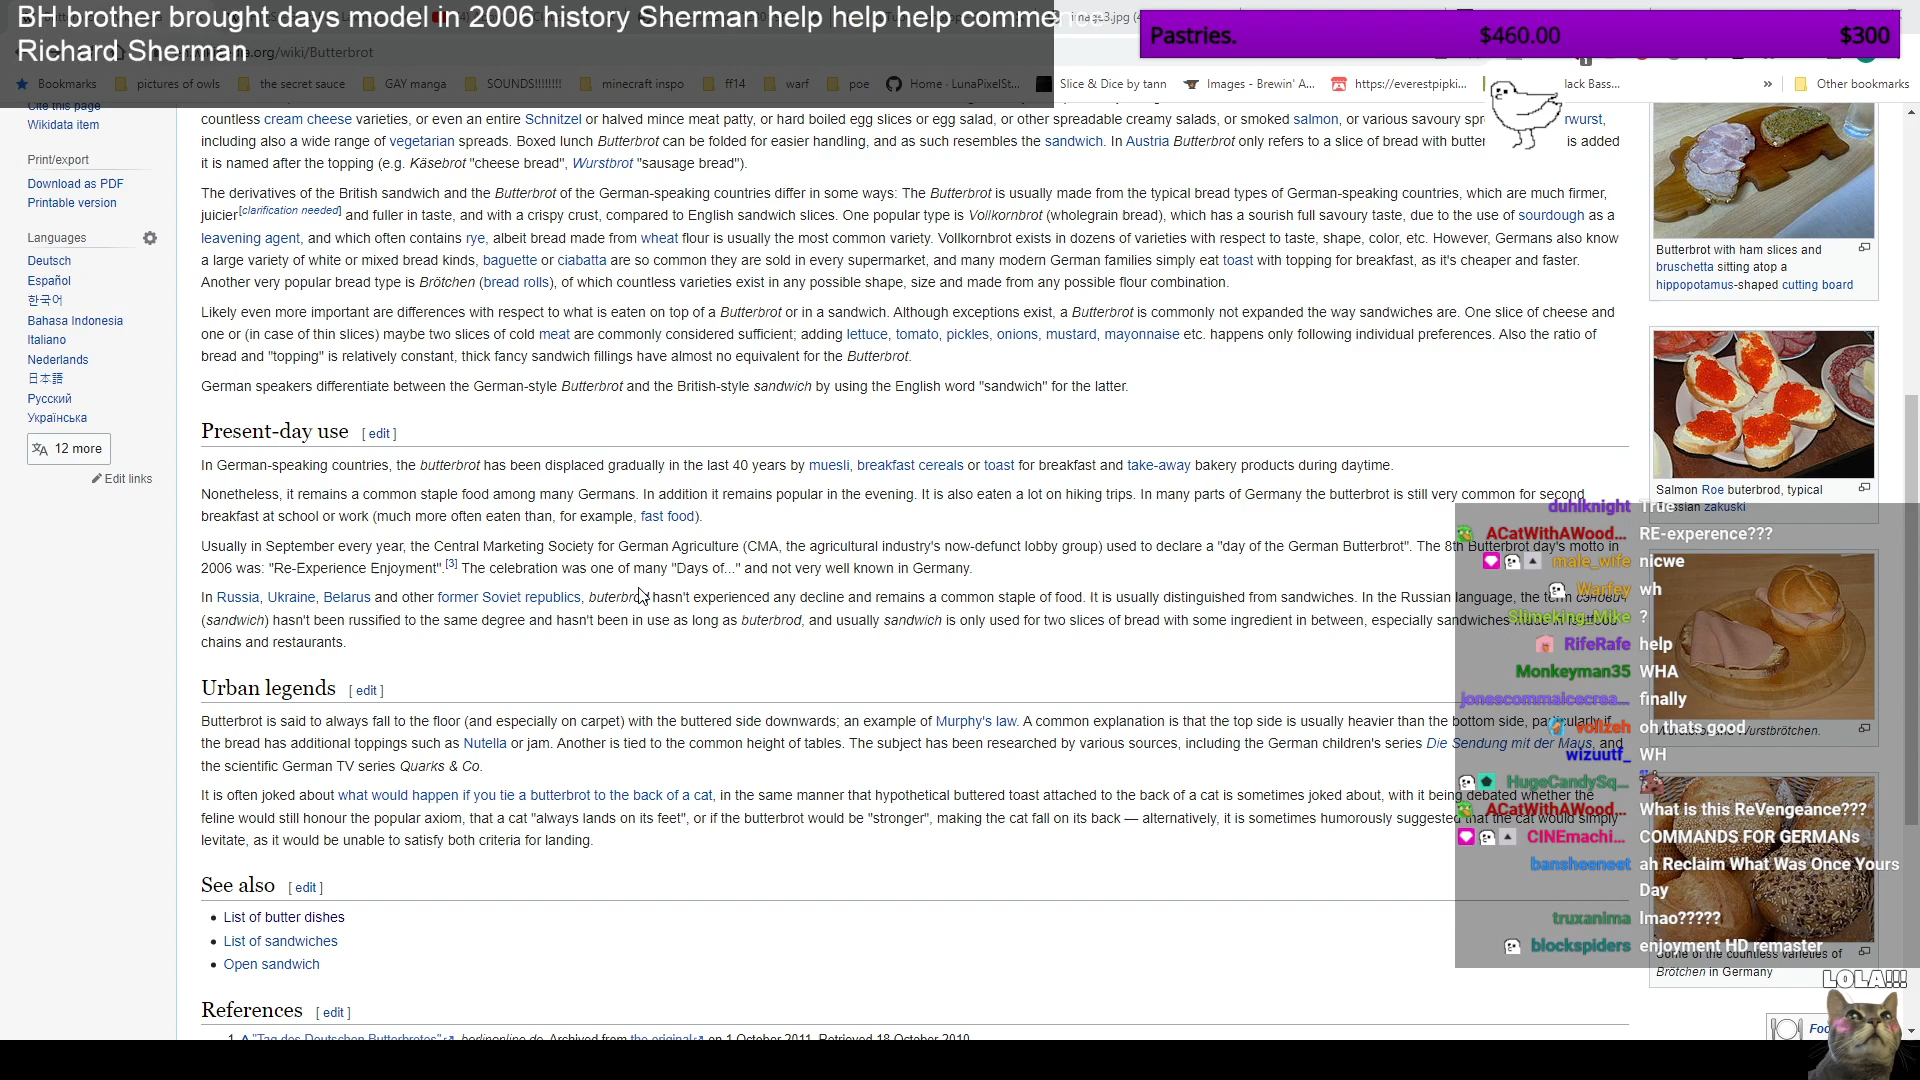 BH brother brought days model in 2006 history Sherman help help help commence
Richard Sherman
image3.jpg
.org/wiki/Butterbrot
Pastries. $460.00 $300
Bookmarks pictures of owls the secret sauce GAY manga SOUNDS!!!!!!!! minecraft inspo ff14 warf poe Home · LunaPixelSt... Slice & Dice by tann Images - Brewin' A... https://everestpipki... lack Bass... » Other bookmarks
Cite this page
Wikidata item
Print/export
Download as PDF
Printable version
Languages
Deutsch
Español
한국어
Bahasa Indonesia
Italiano
Nederlands
日本語
Русский
Українська
12 more
Edit links
countless cream cheese varieties, or even an entire Schnitzel or halved mince meat patty, or hard boiled egg slices or egg salad, or other spreadable creamy salads, or smoked salmon, or various savoury spr rwurst,
including also a wide range of vegetarian spreads. Boxed lunch Butterbrot can be folded for easier handling, and as such resembles the sandwich. In Austria Butterbrot only refers to a slice of bread with butter is added
it is named after the topping (e.g. Käsebrot "cheese bread", Wurstbrot "sausage bread").
The derivatives of the British sandwich and the Butterbrot of the German-speaking countries differ in some ways: The Butterbrot is usually made from the typical bread types of German-speaking countries, which are much firmer,
juicier[clarification needed] and fuller in taste, and with a crispy crust, compared to English sandwich slices. One popular type is Vollkornbrot (wholegrain bread), which has a sourish full savoury taste, due to the use of sourdough as a
leavening agent, and which often contains rye, albeit bread made from wheat flour is usually the most common variety. Vollkornbrot exists in dozens of varieties with respect to taste, shape, color, etc. However, Germans also know
a large variety of white or mixed bread kinds, baguette or ciabatta are so common they are sold in every supermarket, and many modern German families simply eat toast with topping for breakfast, as it's cheaper and faster.
Another very popular bread type is Brötchen (bread rolls), of which countless varieties exist in any possible shape, size and made from any possible flour combination.
Likely even more important are differences with respect to what is eaten on top of a Butterbrot or in a sandwich. Although exceptions exist, a Butterbrot is commonly not expanded the way sandwiches are. One slice of cheese and
one or (in case of thin slices) maybe two slices of cold meat are commonly considered sufficient; adding lettuce, tomato, pickles, onions, mustard, mayonnaise etc. happens only following individual preferences. Also the ratio of
bread and "topping" is relatively constant, thick fancy sandwich fillings have almost no equivalent for the Butterbrot.
German speakers differentiate between the German-style Butterbrot and the British-style sandwich by using the English word "sandwich" for the latter.
Present-day use [ edit ]
In German-speaking countries, the butterbrot has been displaced gradually in the last 40 years by muesli, breakfast cereals or toast for breakfast and take-away bakery products during daytime.
Nonetheless, it remains a common staple food among many Germans. In addition it remains popular in the evening. It is also eaten a lot on hiking trips. In many parts of Germany the butterbrot is still very common for second
breakfast at school or work (much more often eaten than, for example, fast food).
Usually in September every year, the Central Marketing Society for German Agriculture (CMA, the agricultural industry's now-defunct lobby group) used to declare a "day of the German Butterbrot". The 8th Butterbrot day's motto in
2006 was: "Re-Experience Enjoyment".[3] The celebration was one of many "Days of..." and not very well known in Germany.
In Russia, Ukraine, Belarus and other former Soviet republics, buterbrod hasn't experienced any decline and remains a common staple of food. It is usually distinguished from sandwiches. In the Russian language, the term сэндвич
(sandwich) hasn't been russified to the same degree and hasn't been in use as long as buterbrod, and usually sandwich is only used for two slices of bread with some ingredient in between, especially sandwiches made in fastfood
chains and restaurants.
Urban legends [ edit ]
Butterbrot is said to always fall to the floor (and especially on carpet) with the buttered side downwards; an example of Murphy's law. A common explanation is that the top side is usually heavier than the bottom side, particularly if
the bread has additional toppings such as Nutella or jam. Another is tied to the common height of tables. The subject has been researched by various sources, including the German children's series Die Sendung mit der Maus, and
the scientific German TV series Quarks & Co.
It is often joked about what would happen if you tie a butterbrot to the back of a cat, in the same manner that hypothetical buttered toast attached to the back of a cat is sometimes joked about, with it being debated whether the
feline would still honour the popular axiom, that a cat "always lands on its feet", or if the butterbrot would be "stronger", making the cat fall on its back — alternatively, it is sometimes humorously suggested that the cat would simply
levitate, as it would be unable to satisfy both criteria for landing.
See also [ edit ]
List of butter dishes
List of sandwiches
Open sandwich
References [ edit ]
1. ^ "Tag des Deutschen Butterbrotes". berlinonline.de. Archived from the original on 1 October 2011. Retrieved 18 October 2010.
Butterbrot with ham slices and
bruschetta sitting atop a
hippopotamus-shaped cutting board
Salmon Roe buterbrod, typical
Russian zakuski
Wurstbrötchen.
Some of the countless varieties of
Brötchen in Germany
duhlknight True
ACatWithAWood... RE-experence???
male_wife nicwe
Warfey wh
Slimeking_Mike ?
RifeRafe help
Monkeyman35 WHA
jonescommaicecrea... finally
vollzeh oh thats good
wizuutf_ WH
HugeCandySq...
ACatWithAWood... What is this ReVengeance???
CINEmachi... COMMANDS FOR GERMANs
bansheeneet ah Reclaim What Was Once Yours
Day
truxanima lmao?????
blockspiders enjoyment HD remaster
LOLA!!!
Foo